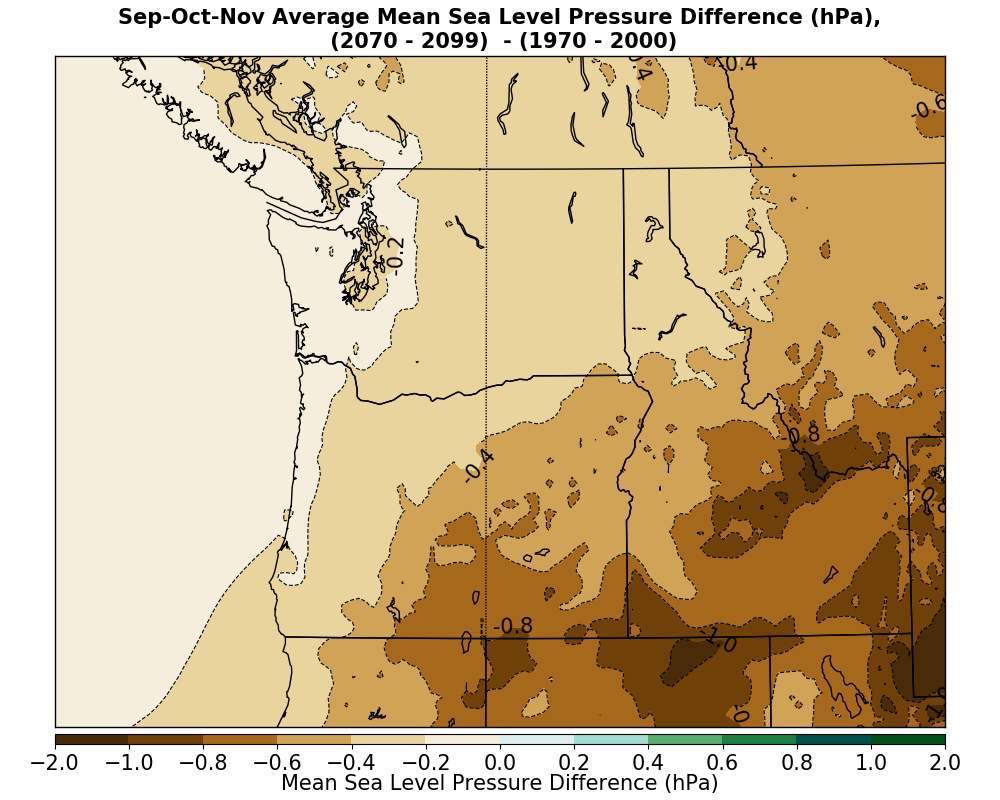 Sep-Oct-Nov Average Mean Sea Level Pressure Difference (hPa),
(2070 - 2099)  - (1970 - 2000)
-0.4
-0.6
-0.2
-0.8
-0.4
-0.8
-1.0
−2.0 −1.0 −0.8 −0.6 −0.4 −0.2 0.0 0.2 0.4 0.6 0.8 1.0 2.0
Mean Sea Level Pressure Difference (hPa)